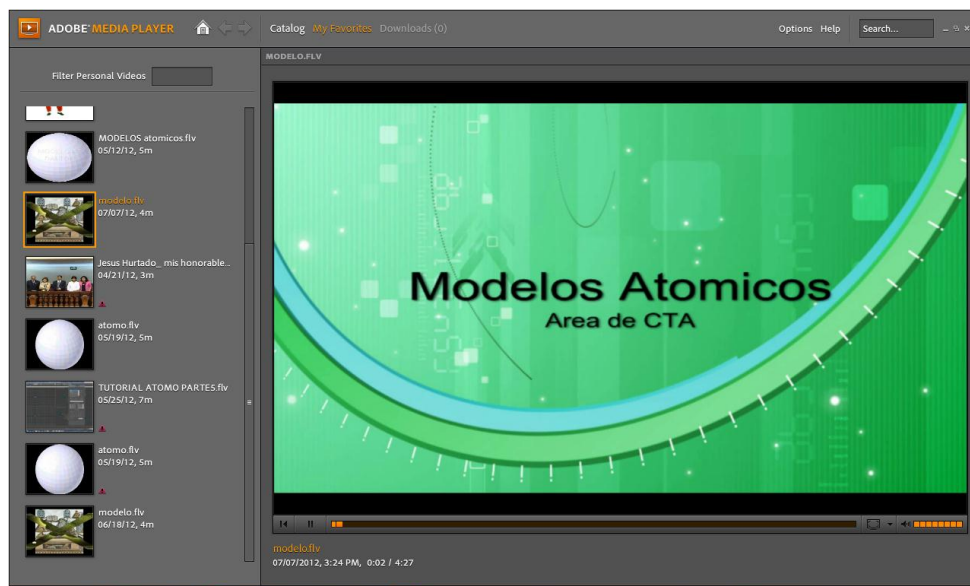 ADOBE® MEDIA PLAYER Catalog My Favorites Downloads (0) Options Help Search...
MODELO.FLV
Filter Personal Videos
MODELOS atomicos.flv
05/12/12, 5m
modelo.flv
07/07/12, 4m
Jesus Hurtado_ mis honorable...
04/21/12, 3m
atomo.flv
05/19/12, 5m
TUTORIAL ATOMO PARTES.flv
05/25/12, 7m
atomo.flv
05/19/12, 5m
modelo.flv
06/18/12, 4m
Modelos Atomicos
Area de CTA
modelo.flv
07/07/2012, 3:24 PM, 0:02 / 4:27